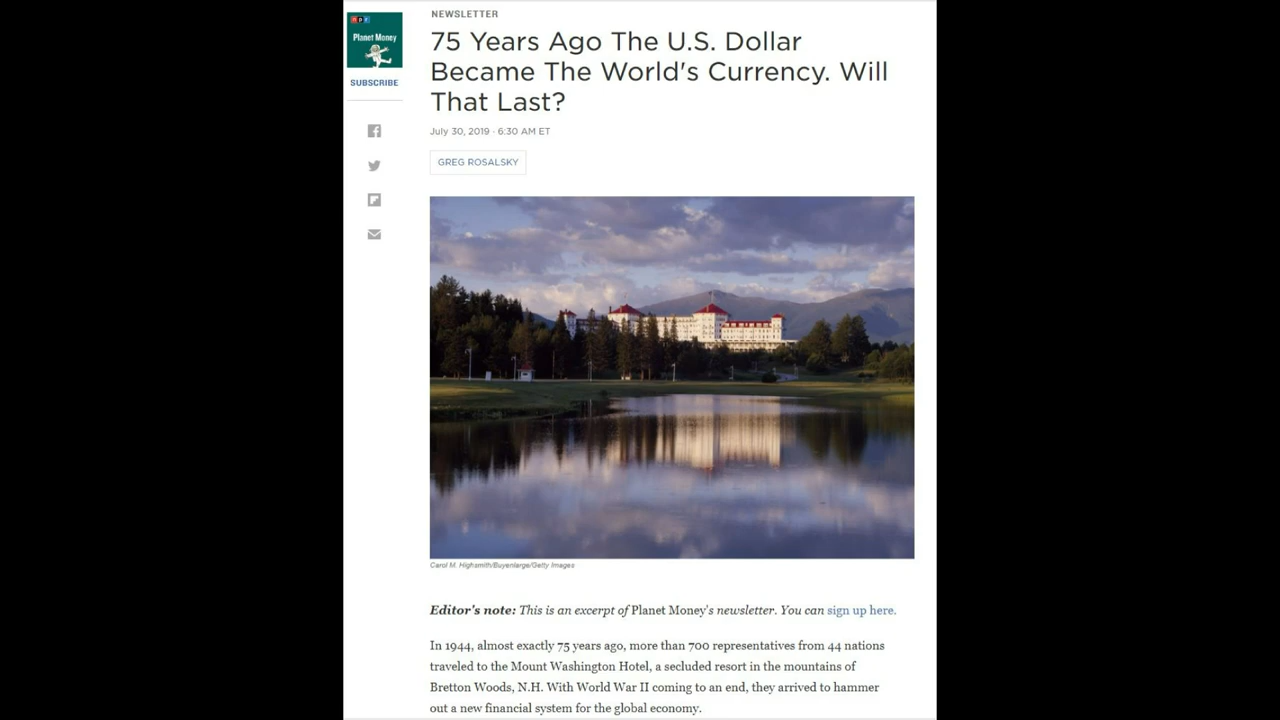 npr
Planet Money
SUBSCRIBE
NEWSLETTER
75 Years Ago The U.S. Dollar
Became The World's Currency. Will
That Last?
July 30, 2019 · 6:30 AM ET
GREG ROSALSKY
Carol M. Highsmith/Buyenlarge/Getty Images
Editor's note: This is an excerpt of Planet Money's newsletter. You can sign up here.
In 1944, almost exactly 75 years ago, more than 700 representatives from 44 nations
traveled to the Mount Washington Hotel, a secluded resort in the mountains of
Bretton Woods, N.H. With World War II coming to an end, they arrived to hammer
out a new financial system for the global economy.